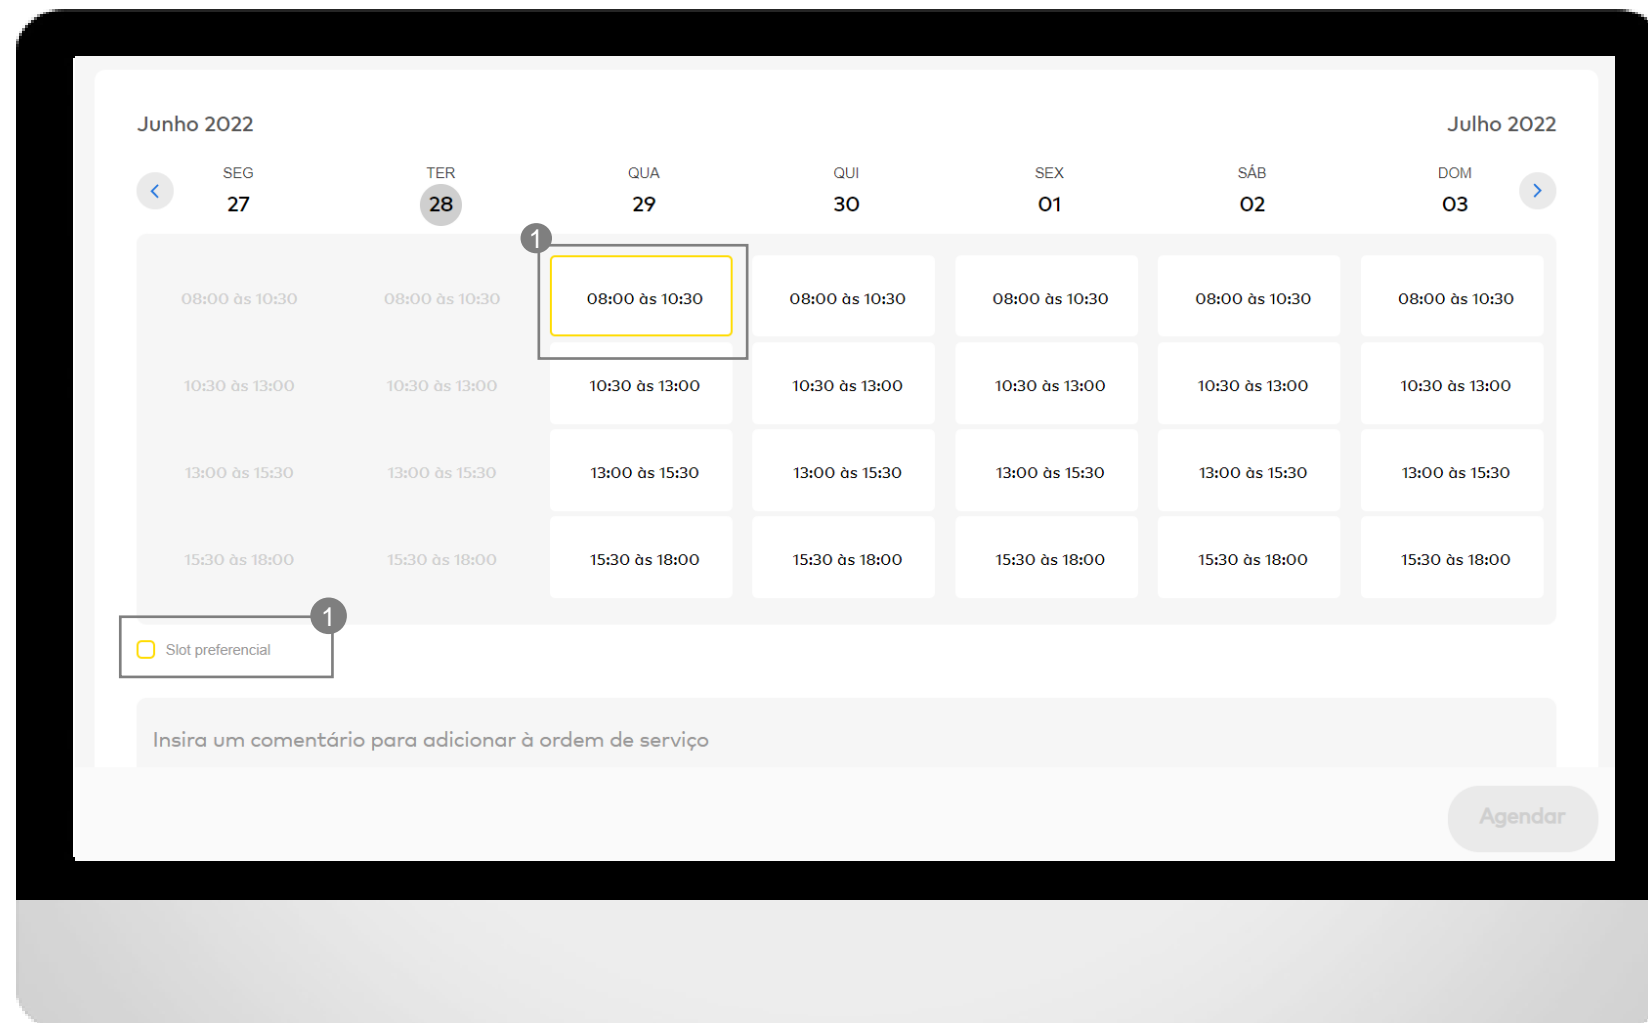 Junho 2022 Julho 2022
SEG TER QUA QUI SEX SÁB DOM
27 28 29 30 01 02 03
1
08:00 às 10:30 08:00 às 10:30 08:00 às 10:30 08:00 às 10:30 08:00 às 10:30 08:00 às 10:30 08:00 às 10:30
10:30 às 13:00 10:30 às 13:00 10:30 às 13:00 10:30 às 13:00 10:30 às 13:00 10:30 às 13:00 10:30 às 13:00
13:00 às 15:30 13:00 às 15:30 13:00 às 15:30 13:00 às 15:30 13:00 às 15:30 13:00 às 15:30 13:00 às 15:30
15:30 às 18:00 15:30 às 18:00 15:30 às 18:00 15:30 às 18:00 15:30 às 18:00 15:30 às 18:00 15:30 às 18:00
1
Slot preferencial
Insira um comentário para adicionar à ordem de serviço
Agendar